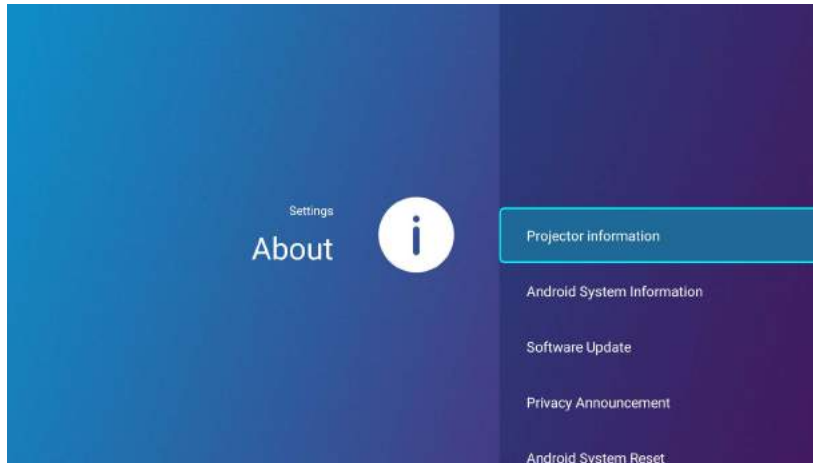 Settings
About
Projector information
Android System Information
Software Update
Privacy Announcement
Android System Reset